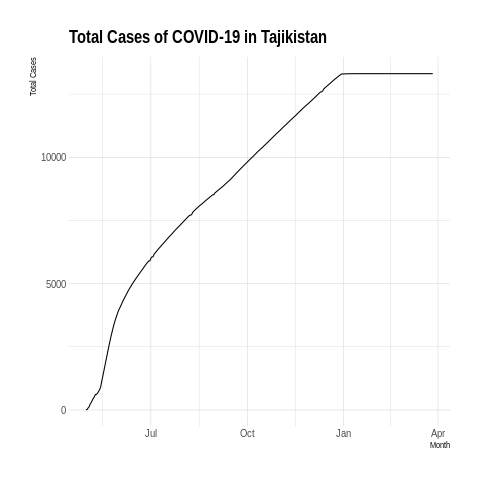 Total Cases of COVID-19 in Tajikistan
Total Cases
10000
5000
0
Jul
Oct
Jan
Apr
Month